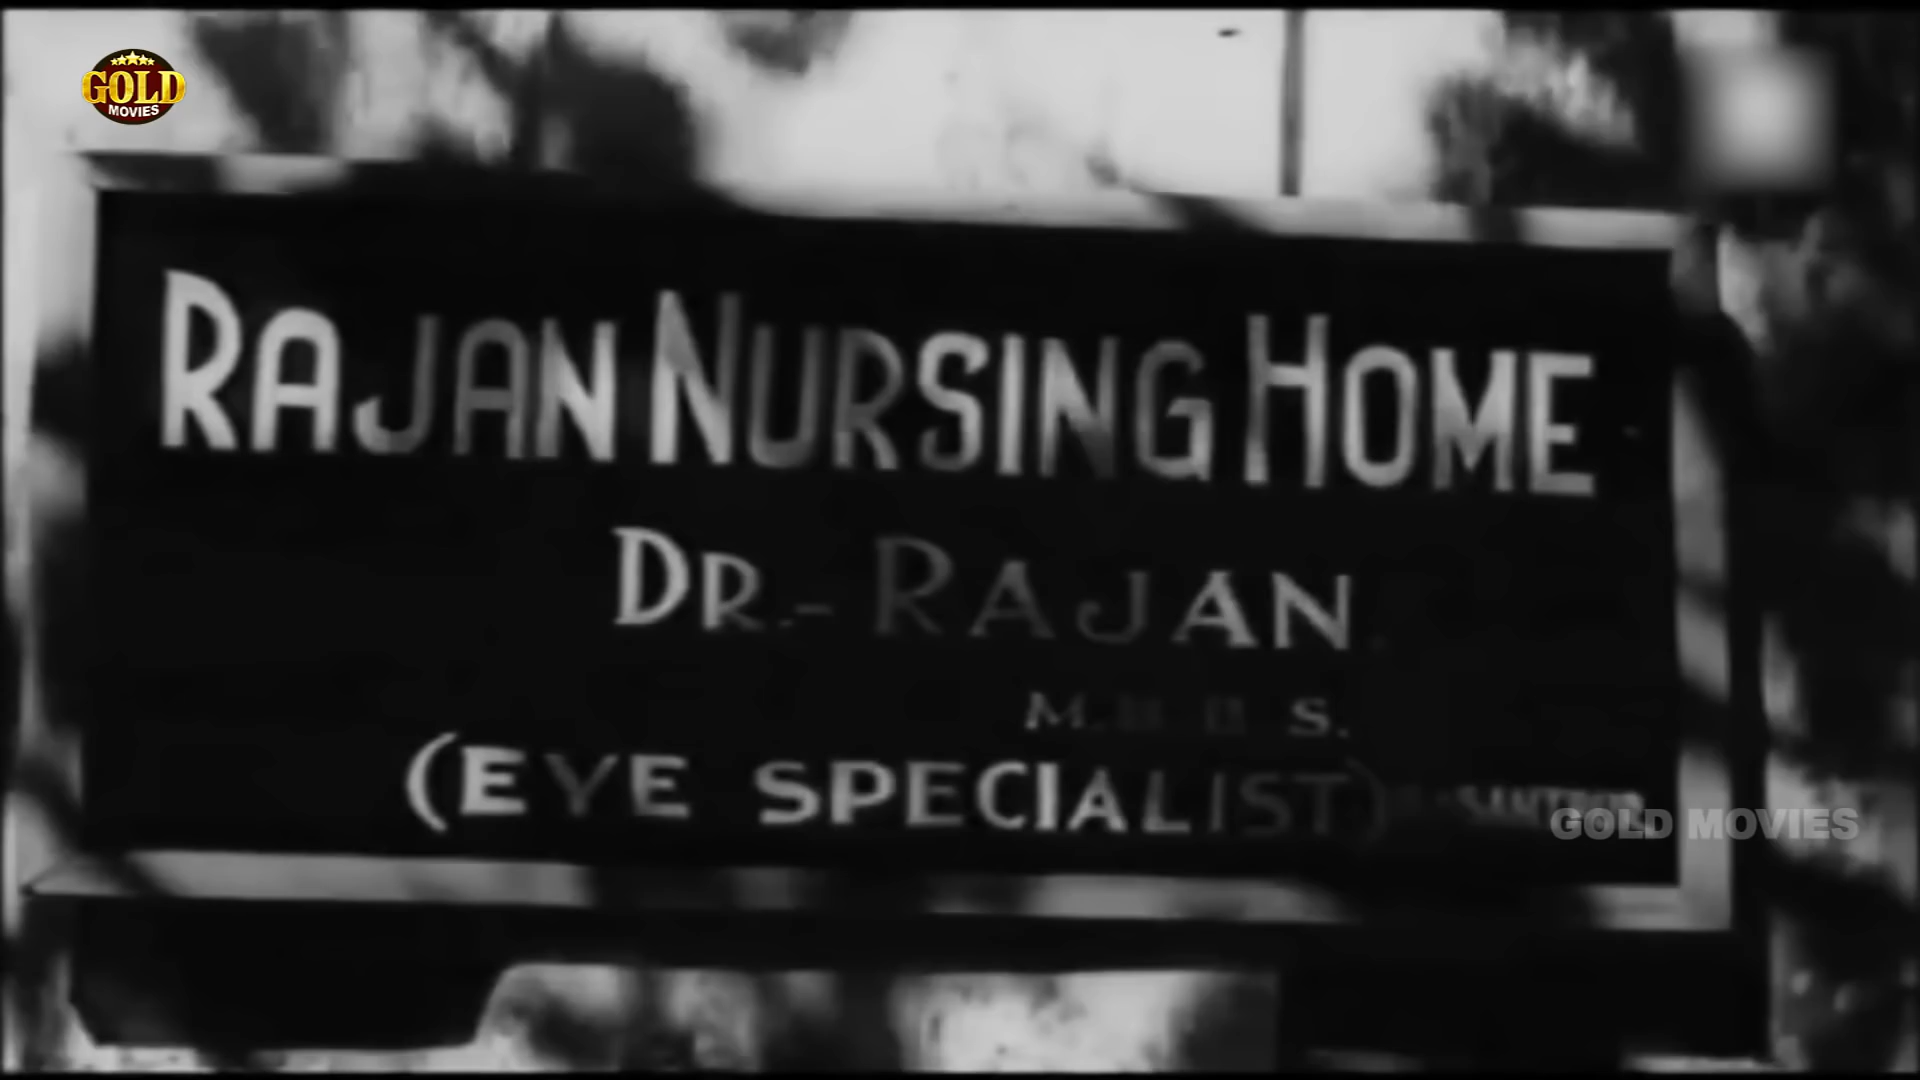 GOLD
MOVIES
RAJAN NURSING HOME
DR.- RAJAN.
M.B.B.S.
(EYE SPECIALIST)
GOLD MOVIES